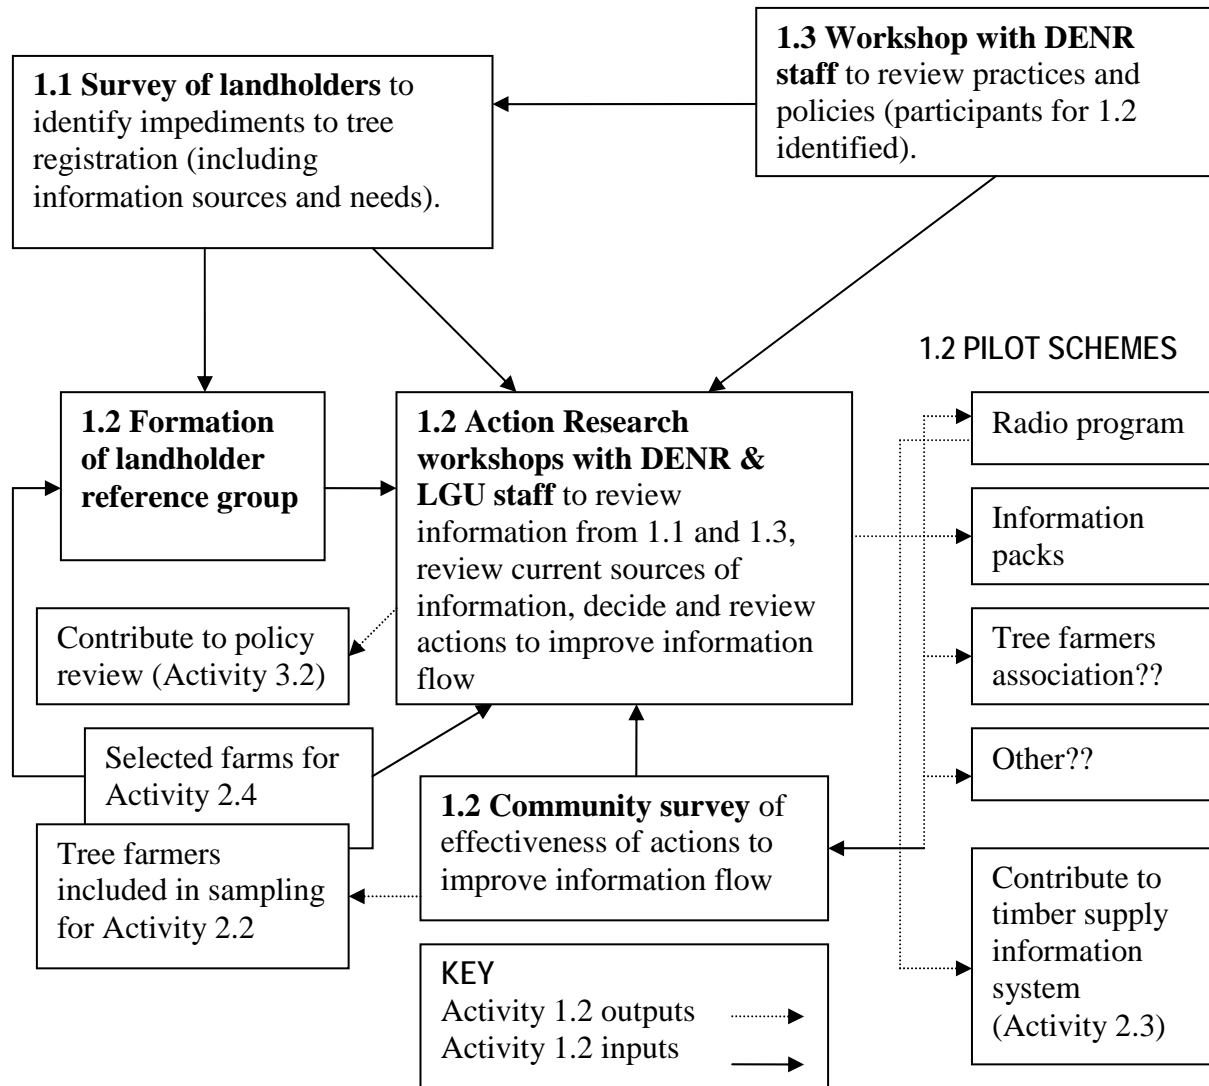 1.1 Survey of landholders to
identify impediments to tree
registration (including
information sources and needs).
1.3 Workshop with DENR
staff to review practices and
policies (participants for 1.2
identified).
1.2 PILOT SCHEMES
1.2 Formation
of landholder
reference group
1.2 Action Research
workshops with DENR &
LGU staff to review
information from 1.1 and 1.3,
review current sources of
information, decide and review
actions to improve information
flow
Radio program
Information
packs
Tree farmers
association??
Other??
Contribute to
timber supply
information
system
(Activity 2.3)
Contribute to policy
review (Activity 3.2)
Selected farms for
Activity 2.4
Tree farmers
included in sampling
for Activity 2.2
1.2 Community survey of
effectiveness of actions to
improve information flow
KEY
Activity 1.2 outputs
Activity 1.2 inputs